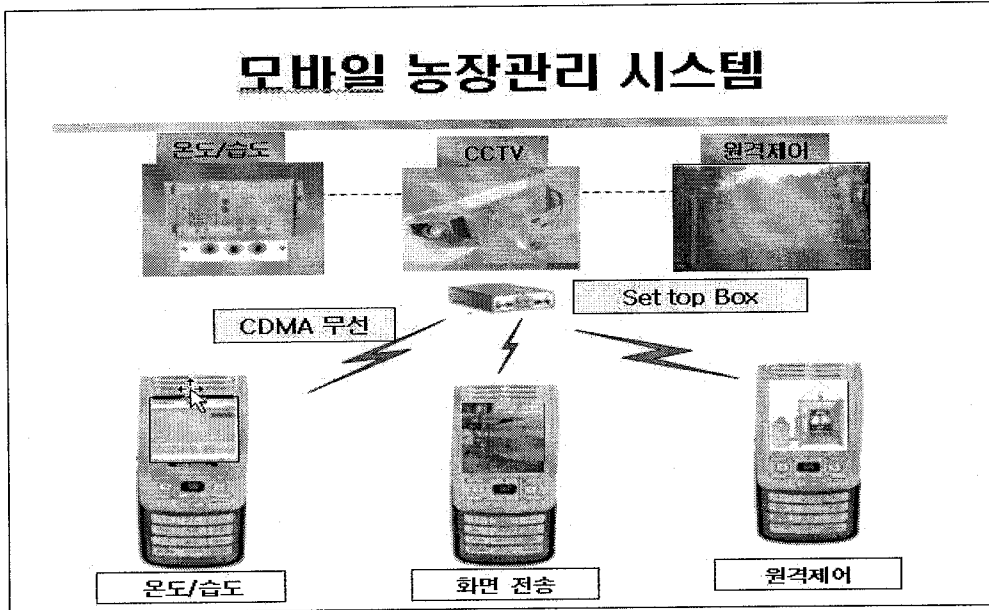 모바일 농장관리 시스템
온도/습도
CCTV
원격제어
Set top Box
CDMA 무선
온도/습도
화면 전송
원격제어